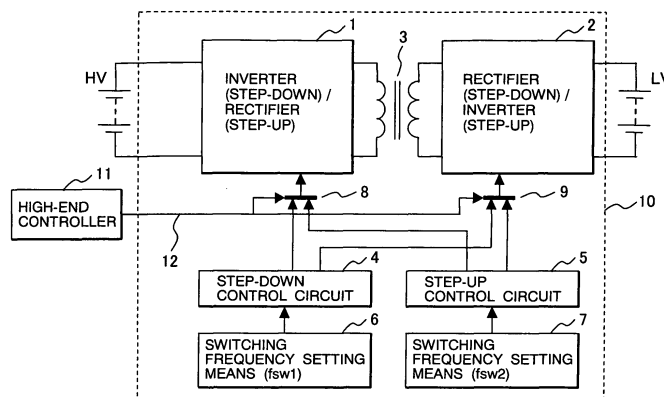 1
2
3
HV
LV
INVERTER
(STEP-DOWN) /
RECTIFIER
(STEP-UP)
RECTIFIER
(STEP-DOWN) /
INVERTER
(STEP-UP)
11
8
9
10
HIGH-END
CONTROLLER
12
4
5
STEP-DOWN
CONTROL CIRCUIT
STEP-UP
CONTROL CIRCUIT
6
7
SWITCHING
FREQUENCY SETTING
MEANS (fsw1)
SWITCHING
FREQUENCY SETTING
MEANS (fsw2)